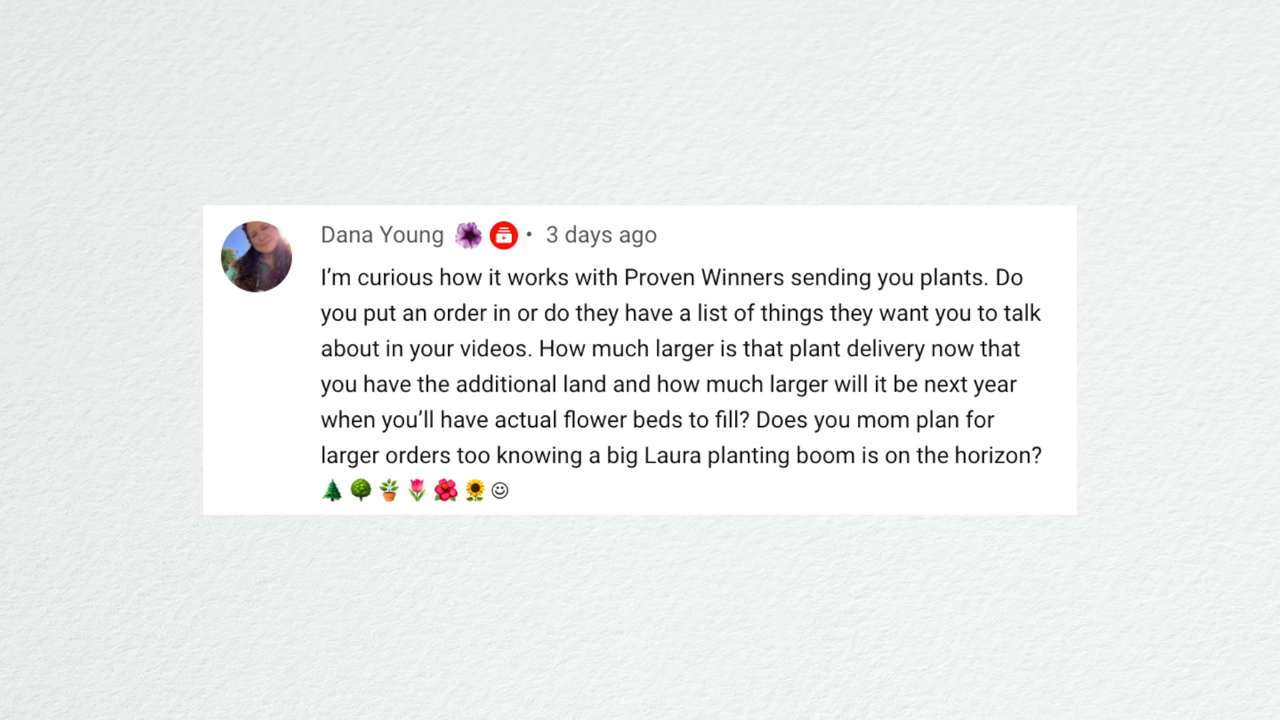 Dana Young • 3 days ago
I’m curious how it works with Proven Winners sending you plants. Do
you put an order in or do they have a list of things they want you to talk
about in your videos. How much larger is that plant delivery now that
you have the additional land and how much larger will it be next year
when you’ll have actual flower beds to fill? Does you mom plan for
larger orders too knowing a big Laura planting boom is on the horizon?
🌲🌳🪴🌷🌺🌻☺